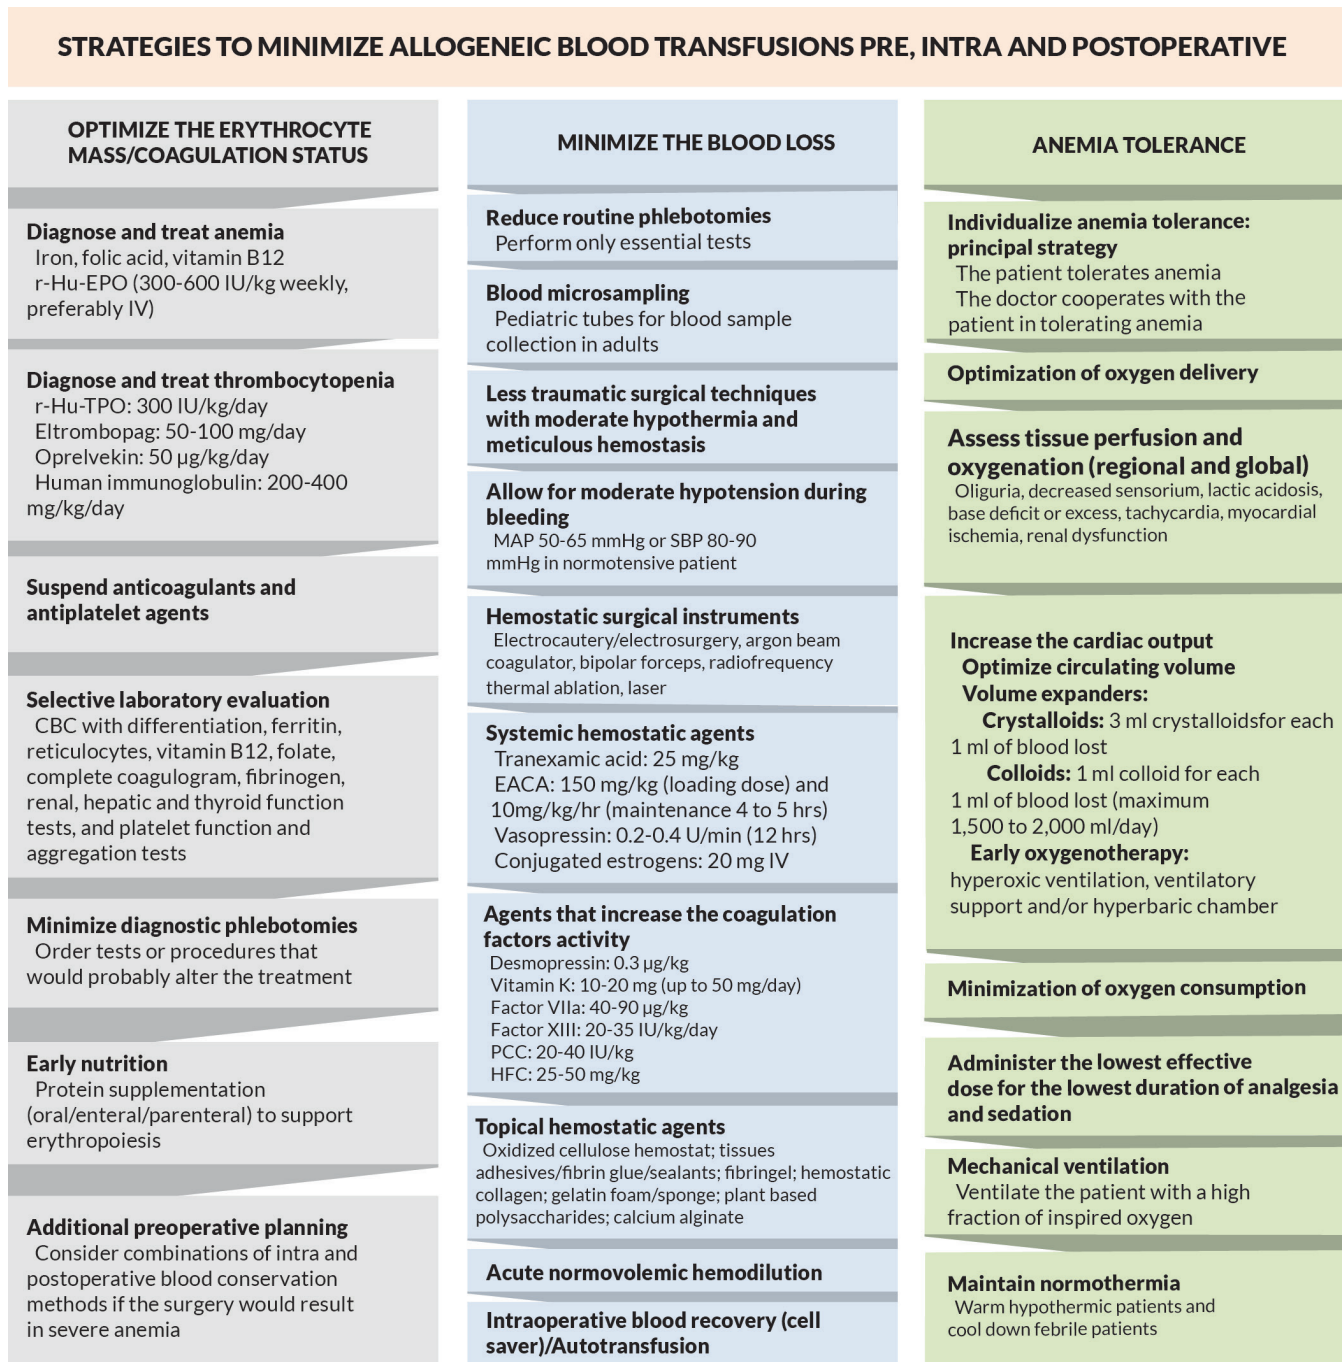 STRATEGIES TO MINIMIZE ALLOGENEIC BLOOD TRANSFUSIONS PRE, INTRA AND POSTOPERATIVE
OPTIMIZE THE ERYTHROCYTE
MASS/COAGULATION STATUS
Diagnose and treat anemia
Iron, folic acid, vitamin B12
r-Hu-EPO (300-600 IU/kg weekly,
preferably IV)
Diagnose and treat thrombocytopenia
r-Hu-TPO: 300 IU/kg/day
Eltrombopag: 50-100 mg/day
Oprelvekin: 50 µg/kg/day
Human immunoglobulin: 200-400
mg/kg/day
Suspend anticoagulants and
antiplatelet agents
Selective laboratory evaluation
CBC with differentiation, ferritin,
reticulocytes, vitamin B12, folate,
complete coagulogram, fibrinogen,
renal, hepatic and thyroid function
tests, and platelet function and
aggregation tests
Minimize diagnostic phlebotomies
Order tests or procedures that
would probably alter the treatment
Early nutrition
Protein supplementation
(oral/enteral/parenteral) to support
erythropoiesis
Additional preoperative planning
Consider combinations of intra and
postoperative blood conservation
methods if the surgery would result
in severe anemia
MINIMIZE THE BLOOD LOSS
Reduce routine phlebotomies
Perform only essential tests
Blood microsampling
Pediatric tubes for blood sample
collection in adults
Less traumatic surgical techniques
with moderate hypothermia and
meticulous hemostasis
Allow for moderate hypotension during
bleeding
MAP 50-65 mmHg or SBP 80-90
mmHg in normotensive patient
Hemostatic surgical instruments
Electrocautery/electrosurgery, argon beam
coagulator, bipolar forceps, radiofrequency
thermal ablation, laser
Systemic hemostatic agents
Tranexamic acid: 25 mg/kg
EACA: 150 mg/kg (loading dose) and
10mg/kg/hr (maintenance 4 to 5 hrs)
Vasopressin: 0.2-0.4 U/min (12 hrs)
Conjugated estrogens: 20 mg IV
Agents that increase the coagulation
factors activity
Desmopressin: 0.3 µg/kg
Vitamin K: 10-20 mg (up to 50 mg/day)
Factor VIIa: 40-90 µg/kg
Factor XIII: 20-35 IU/kg/day
PCC: 20-40 IU/kg
HFC: 25-50 mg/kg
Topical hemostatic agents
Oxidized cellulose hemostat; tissues
adhesives/fibrin glue/sealants; fibringel; hemostatic
collagen; gelatin foam/sponge; plant based
polysaccharides; calcium alginate
Acute normovolemic hemodilution
Intraoperative blood recovery (cell
saver)/Autotransfusion
ANEMIA TOLERANCE
Individualize anemia tolerance:
principal strategy
The patient tolerates anemia
The doctor cooperates with the
patient in tolerating anemia
Optimization of oxygen delivery
Assess tissue perfusion and
oxygenation (regional and global)
Oliguria, decreased sensorium, lactic acidosis,
base deficit or excess, tachycardia, myocardial
ischemia, renal dysfunction
Increase the cardiac output
Optimize circulating volume
Volume expanders:
Crystalloids: 3 ml crystalloidsfor each
1 ml of blood lost
Colloids: 1 ml colloid for each
1 ml of blood lost (maximum
1,500 to 2,000 ml/day)
Early oxygenotherapy:
hyperoxic ventilation, ventilatory
support and/or hyperbaric chamber
Minimization of oxygen consumption
Administer the lowest effective
dose for the lowest duration of analgesia
and sedation
Mechanical ventilation
Ventilate the patient with a high
fraction of inspired oxygen
Maintain normothermia
Warm hypothermic patients and
cool down febrile patients